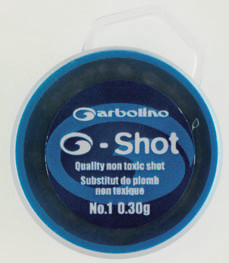 Garbolino
G-Shot
Quality non toxic shot
Substitut de plomb
non toxique
No.1 0.30g